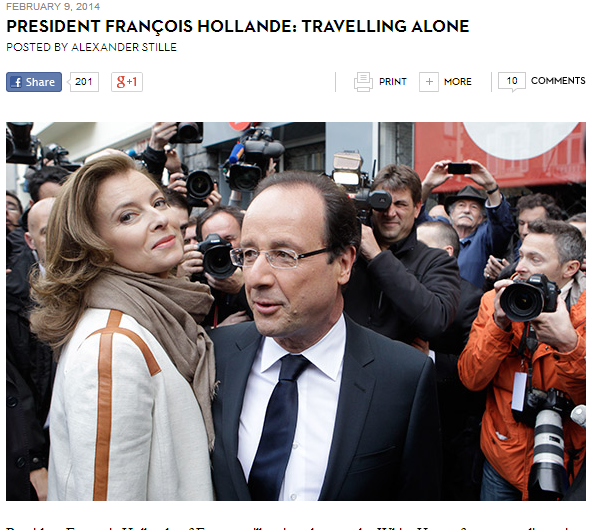 FEBRUARY 9, 2014
PRESIDENT FRANÇOIS HOLLANDE: TRAVELLING ALONE
POSTED BY ALEXANDER STILLE
f Share 201 g+1 PRINT + MORE 10 COMMENTS